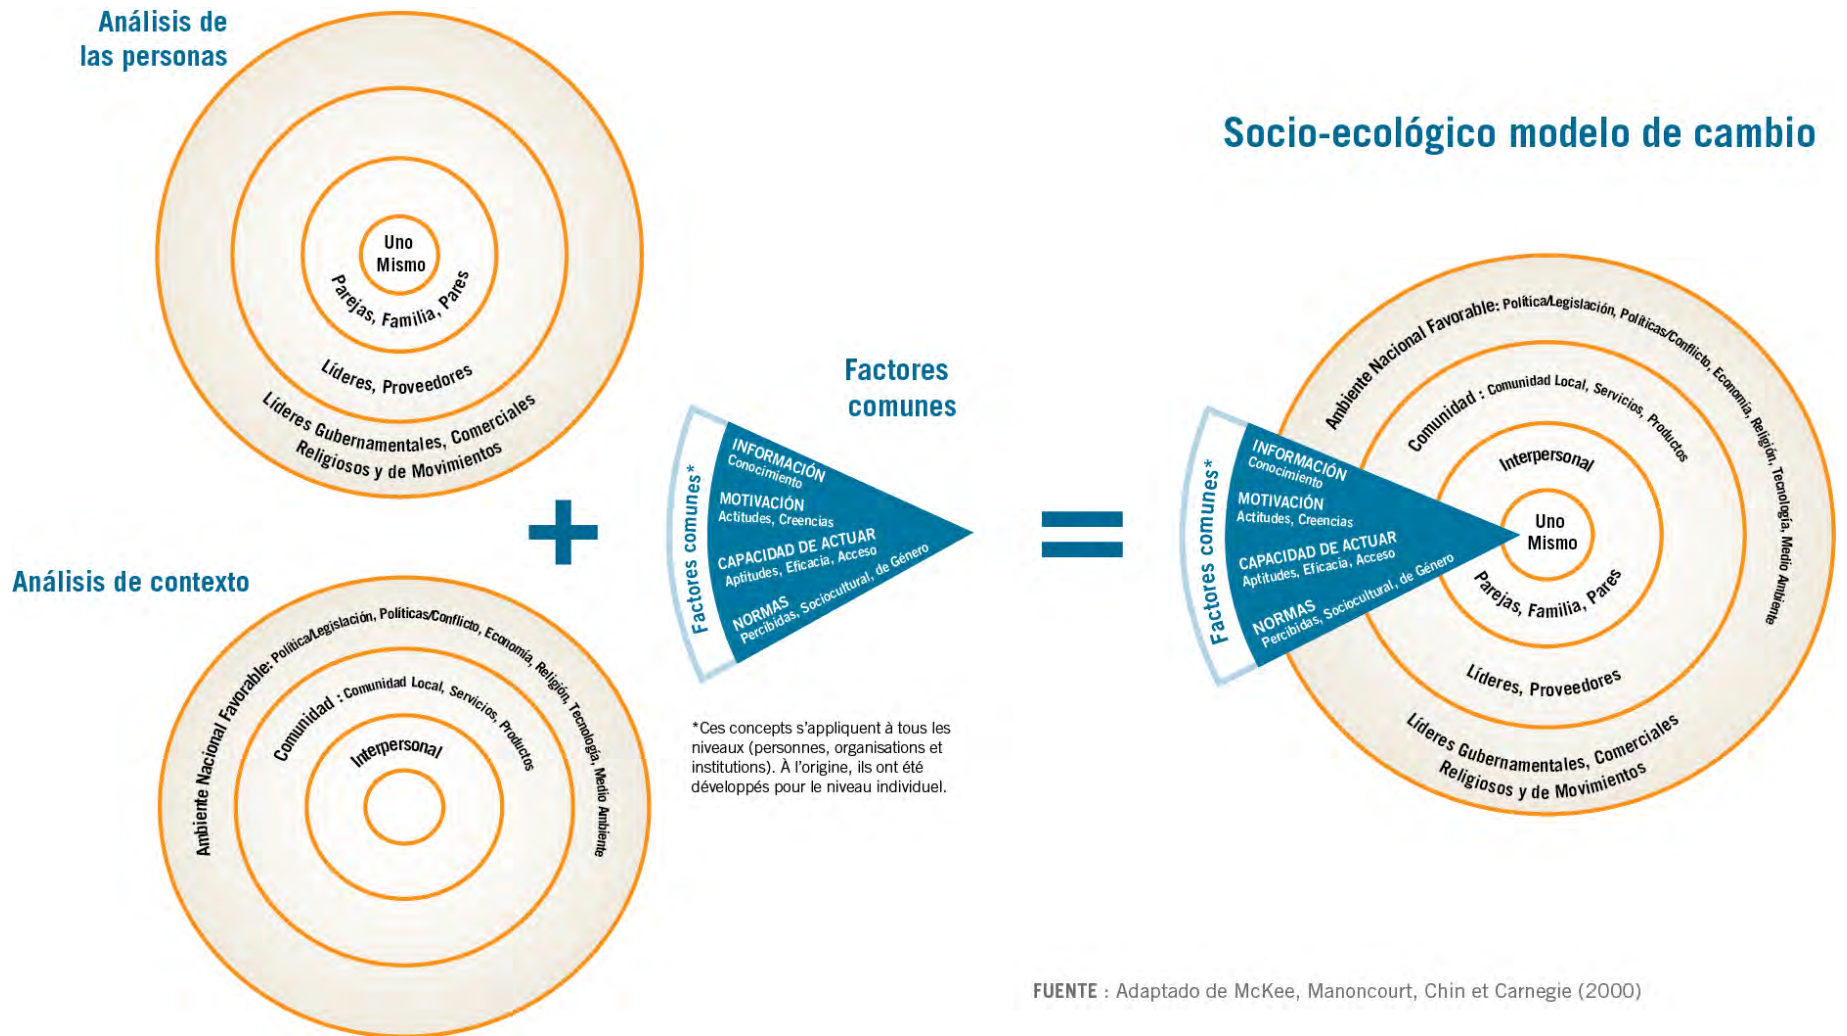 Análisis de
las personas
Uno
Mismo
Parejas, Familia, Pares
Líderes, Proveedores
Líderes Gubernamentales, Comerciales
Religiosos y de Movimientos
Análisis de contexto
Ambiente Nacional Favorable: Política/Legislación, Políticas/Conflicto, Economía, Religión, Tecnología, Medio Ambiente
Comunidad : Comunidad Local, Servicios, Productos
Interpersonal
Factores
comunes
Factores comunes*
INFORMACIÓN
Conocimiento
MOTIVACIÓN
Actitudes, Creencias
CAPACIDAD DE ACTUAR
Aptitudes, Eficacia, Acceso
NORMAS
Percibidas, Sociocultural, de Género
*Ces concepts s’appliquent à tous les
niveaux (personnes, organisations et
institutions). À l’origine, ils ont été
développés pour le niveau individuel.
Socio-ecológico modelo de cambio
Factores comunes*
INFORMACIÓN
Conocimiento
MOTIVACIÓN
Actitudes, Creencias
CAPACIDAD DE ACTUAR
Aptitudes, Eficacia, Acceso
NORMAS
Percibidas, Sociocultural, de Género
Ambiente Nacional Favorable: Política/Legislación, Políticas/Conflicto, Economía, Religión, Tecnología, Medio Ambiente
Comunidad : Comunidad Local, Servicios, Productos
Interpersonal
Uno
Mismo
Parejas, Familia, Pares
Líderes, Proveedores
Líderes Gubernamentales, Comerciales
Religiosos y de Movimientos
FUENTE : Adaptado de McKee, Manoncourt, Chin et Carnegie (2000)